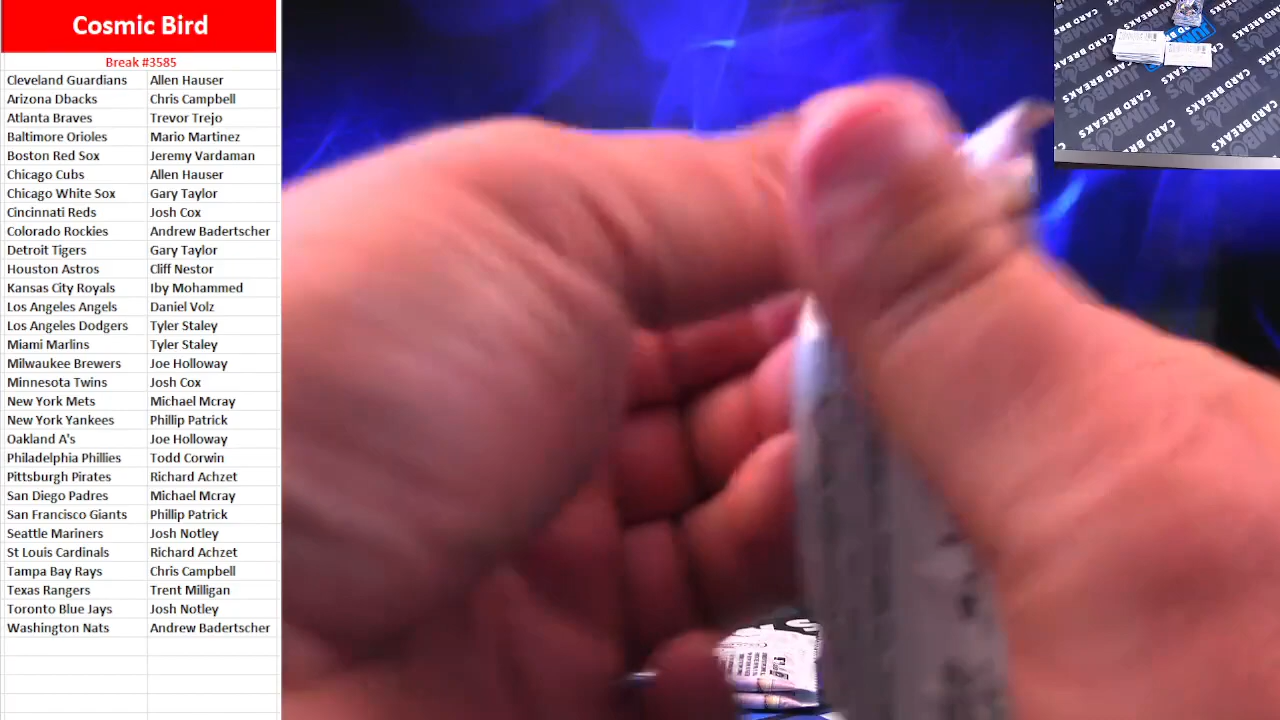 Cosmic Bird
Break #3585
Cleveland Guardians Allen Hauser
Arizona Dbacks Chris Campbell
Atlanta Braves Trevor Trejo
Baltimore Orioles Mario Martinez
Boston Red Sox Jeremy Vardaman
Chicago Cubs Allen Hauser
Chicago White Sox Gary Taylor
Cincinnati Reds Josh Cox
Colorado Rockies Andrew Badertscher
Detroit Tigers Gary Taylor
Houston Astros Cliff Nestor
Kansas City Royals Iby Mohammed
Los Angeles Angels Daniel Volz
Los Angeles Dodgers Tyler Staley
Miami Marlins Tyler Staley
Milwaukee Brewers Joe Holloway
Minnesota Twins Josh Cox
New York Mets Michael Mcray
New York Yankees Phillip Patrick
Oakland A's Joe Holloway
Philadelphia Phillies Todd Corwin
Pittsburgh Pirates Richard Achzet
San Diego Padres Michael Mcray
San Francisco Giants Phillip Patrick
Seattle Mariners Josh Notley
St Louis Cardinals Richard Achzet
Tampa Bay Rays Chris Campbell
Texas Rangers Trent Milligan
Toronto Blue Jays Josh Notley
Washington Nats Andrew Badertscher
JUMBO'S
CARD BREAKS
CARD BREAKS